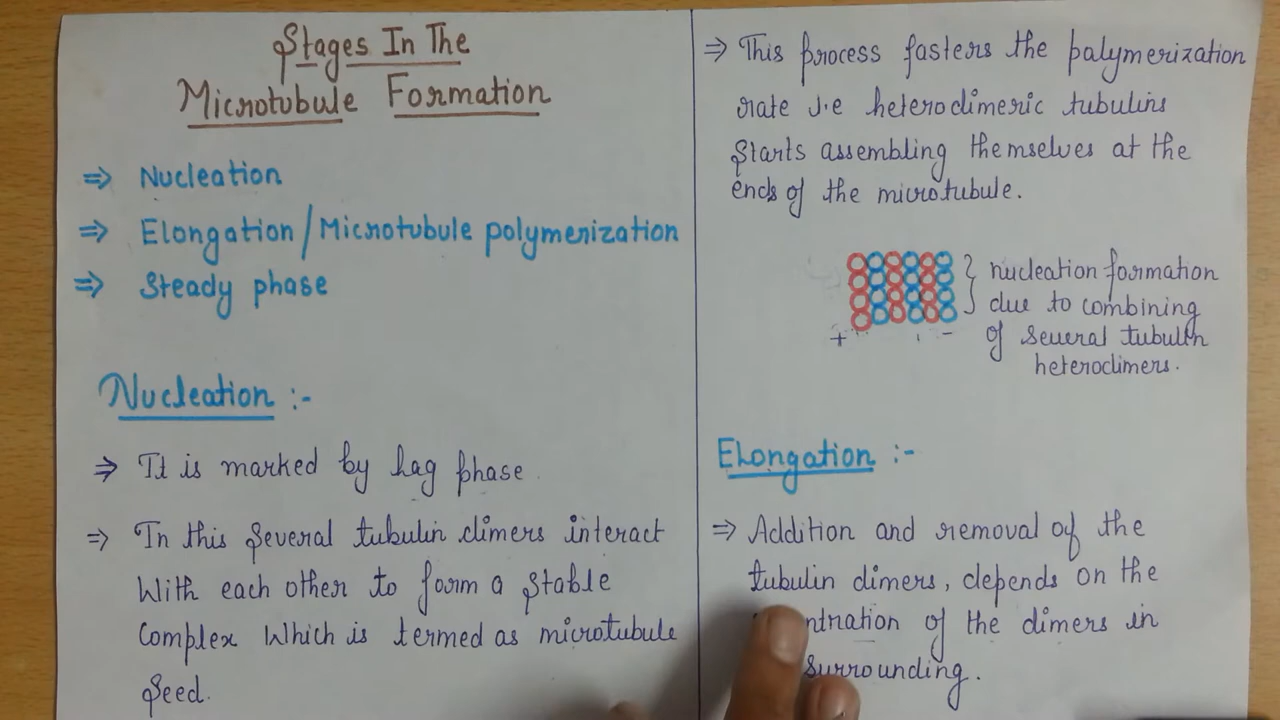 Stages In The
Microtubule Formation
⇒ Nucleation
⇒ Elongation/Microtubule polymerization
⇒ Steady phase
Nucleation :-
⇒ It is marked by lag phase.
⇒ In this several tubulin dimers interact
with each other to form a stable
complex which is termed as microtubule
seed.
⇒ This process fasters the palymerization
rate i.e heterodimeric tubulins
starts assembling themselves at the
ends of the microtubule.
nucleation formation
due to combining
+ - of several tubulin
heterodimers.
Elongation :-
⇒ Addition and removal of the
tubulin dimers, depends on the
of the dimers in
surrounding.